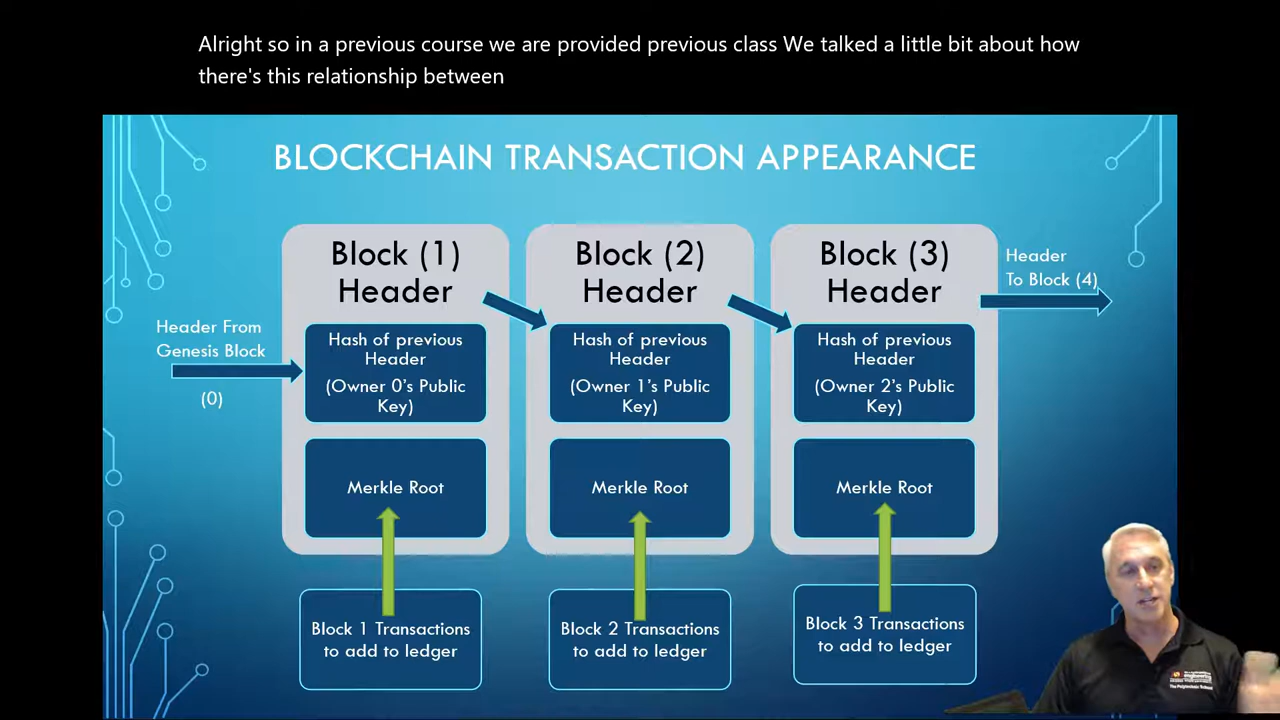 Alright so in a previous course we are provided previous class We talked a little bit about how
there's this relationship between
BLOCKCHAIN TRANSACTION APPEARANCE
Header From
Genesis Block
(0)
Block (1)
Header
Hash of previous
Header
(Owner 0's Public
Key)
Merkle Root
Block 1 Transactions
to add to ledger
Block (2)
Header
Hash of previous
Header
(Owner 1's Public
Key)
Merkle Root
Block 2 Transactions
to add to ledger
Block (3)
Header
Hash of previous
Header
(Owner 2's Public
Key)
Merkle Root
Block 3 Transactions
to add to ledger
Header
To Block (4)
The Polytechnic School